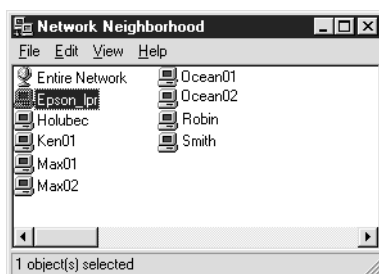 Network Neighborhood
File Edit View Help
Entire Network
Epson_lpr
Holubec
Ken01
Max01
Max02
Ocean01
Ocean02
Robin
Smith
1 object(s) selected